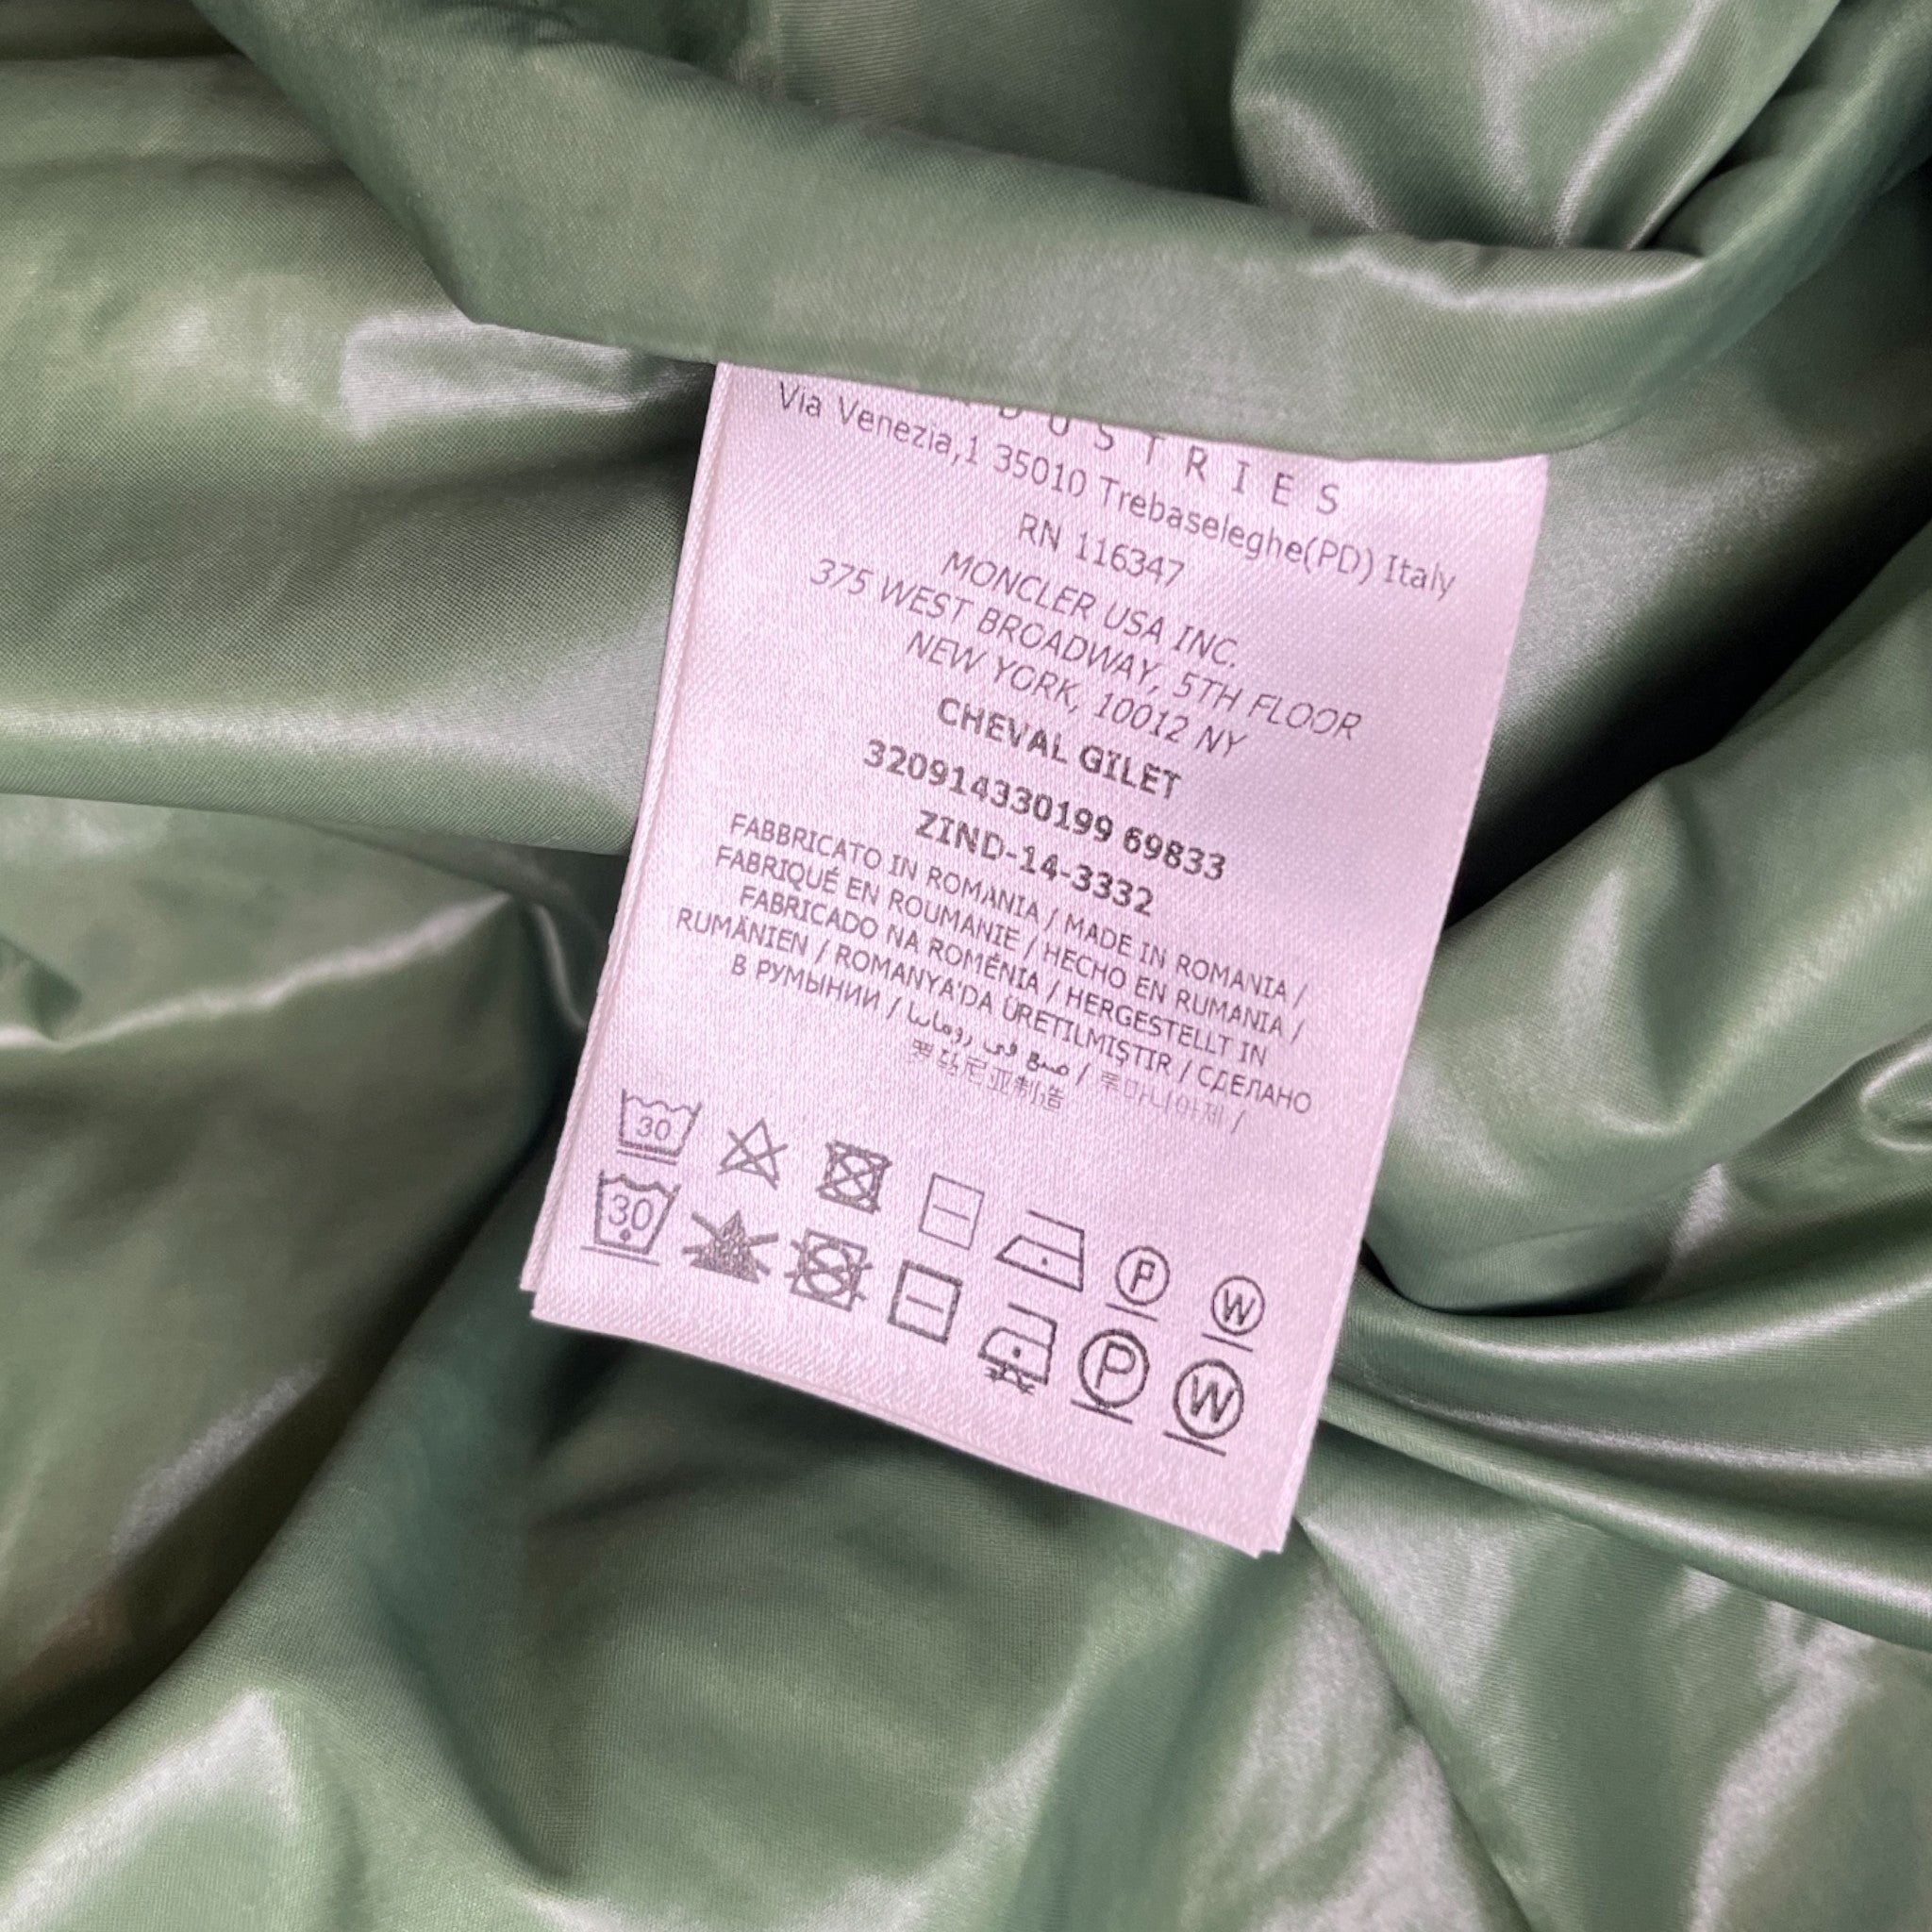 DUSTRIES
Via Venezia,1 35010 Trebaseleghe(PD) Italy
RN 116347
MONCLER USA INC.
375 WEST BROADWAY, 5TH FLOOR
NEW YORK, 10012 NY
CHEVAL GILET
320914330199 69833
ZIND-14-3332
FABBRICATO IN ROMANIA / MADE IN ROMANIA /
FABRIQUÉ EN ROUMANIE / HECHO EN RUMANIA /
FABRICADO NA ROMÉNIA / HERGESTELLT IN
RUMÄNIEN / ROMANYA'DA ÜRETILMIŞTIR / СДЕЛАНО
В РУМЫНИИ / صنع في رومانيا / 루마니아제 /
罗马尼亚制造
30 P W
30 P W